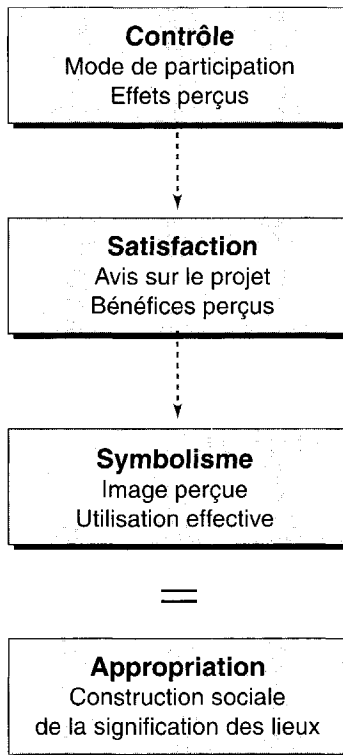 Contrôle
Mode de participation
Effets perçus
Satisfaction
Avis sur le projet
Bénéfices perçus
Symbolisme
Image perçue
Utilisation effective
=
Appropriation
Construction sociale
de la signification des lieux